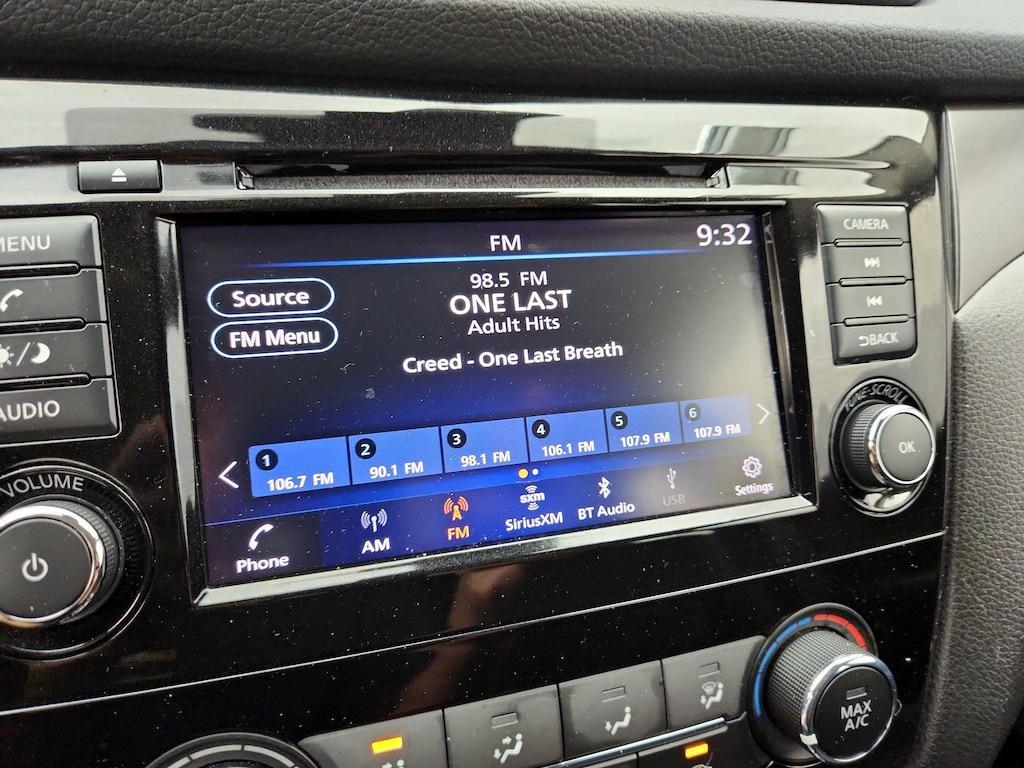 FM
9:32
98.5 FM
ONE LAST
Adult Hits
Creed - One Last Breath
Source
FM Menu
1
106.7 FM
2
90.1 FM
3
98.1 FM
4
106.1 FM
5
107.9 FM
6
107.9 FM
Phone
AM
FM
sxm
SiriusXM
BT Audio
USB
Settings
MENU
AUDIO
VOLUME
CAMERA
BACK
TUNE-SCROLL
OK
MAX
A/C